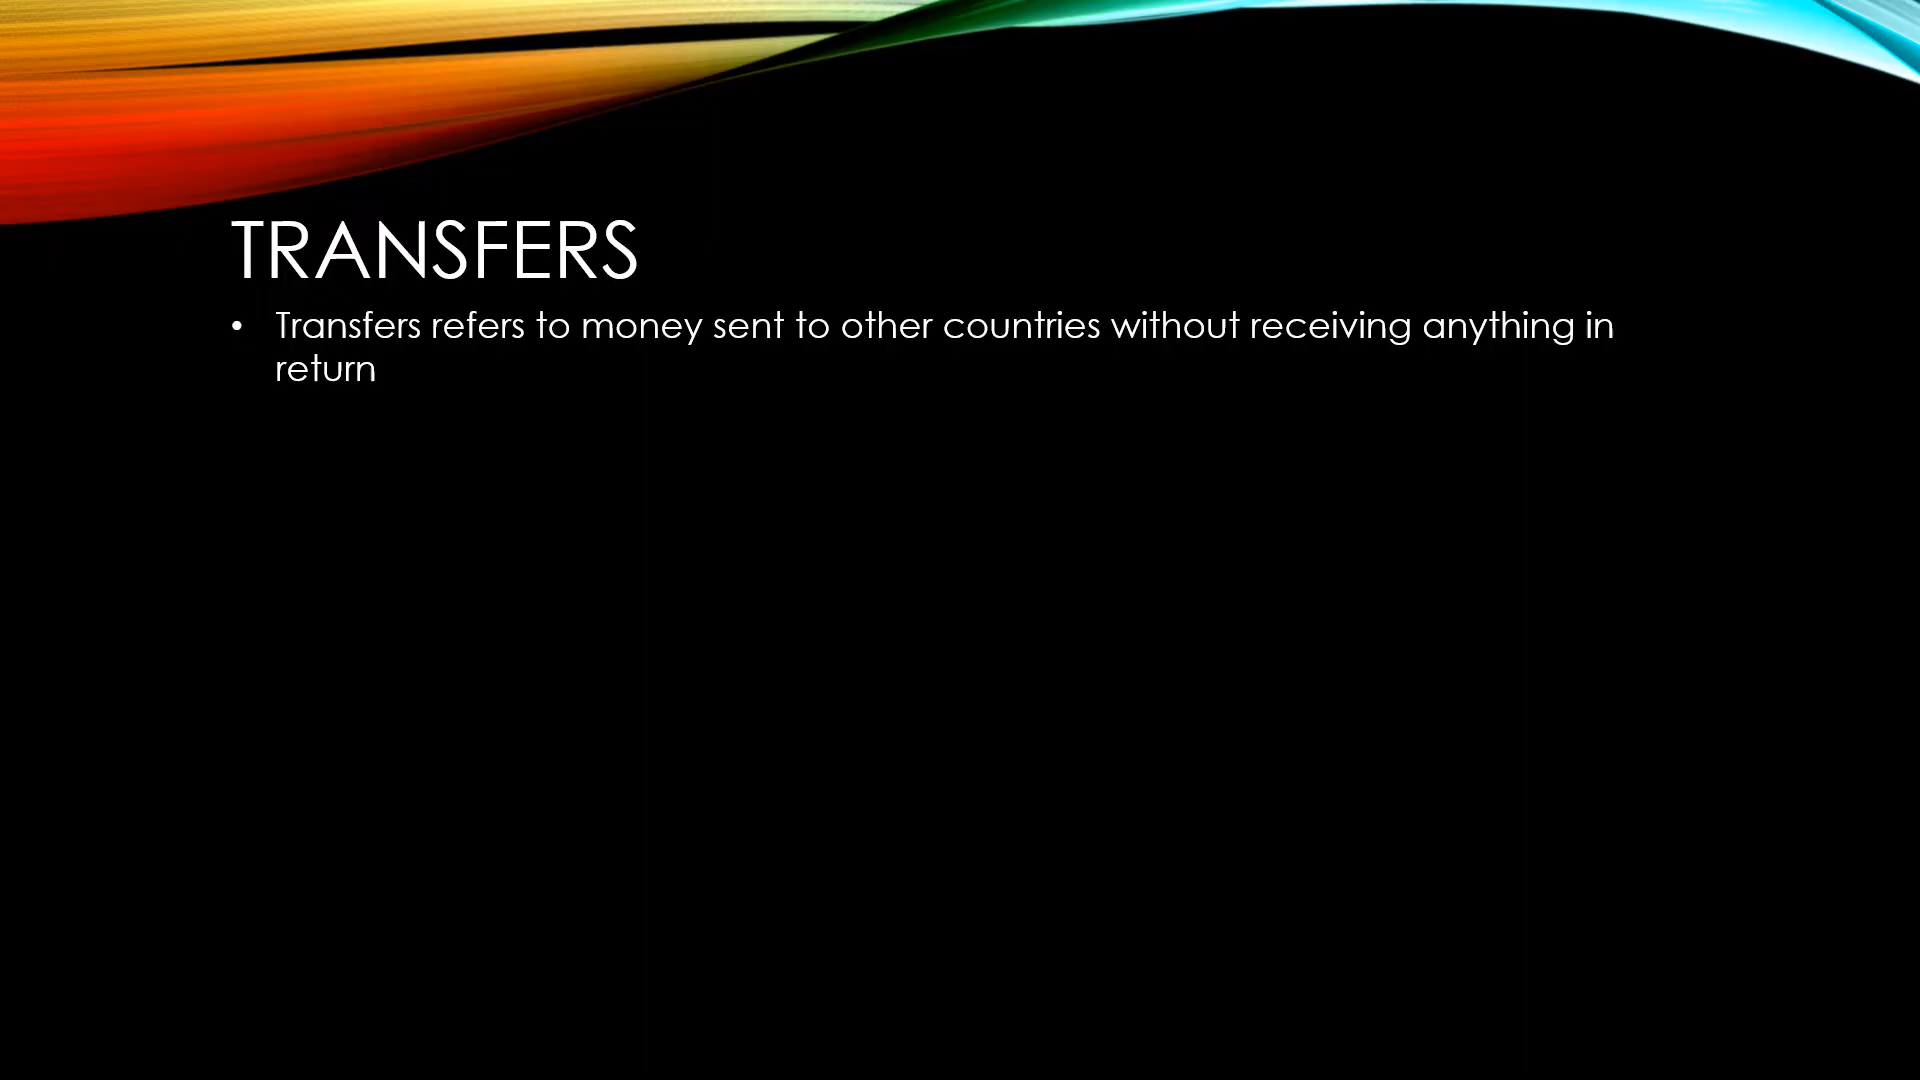 TRANSFERS
• Transfers refers to money sent to other countries without receiving anything in
return